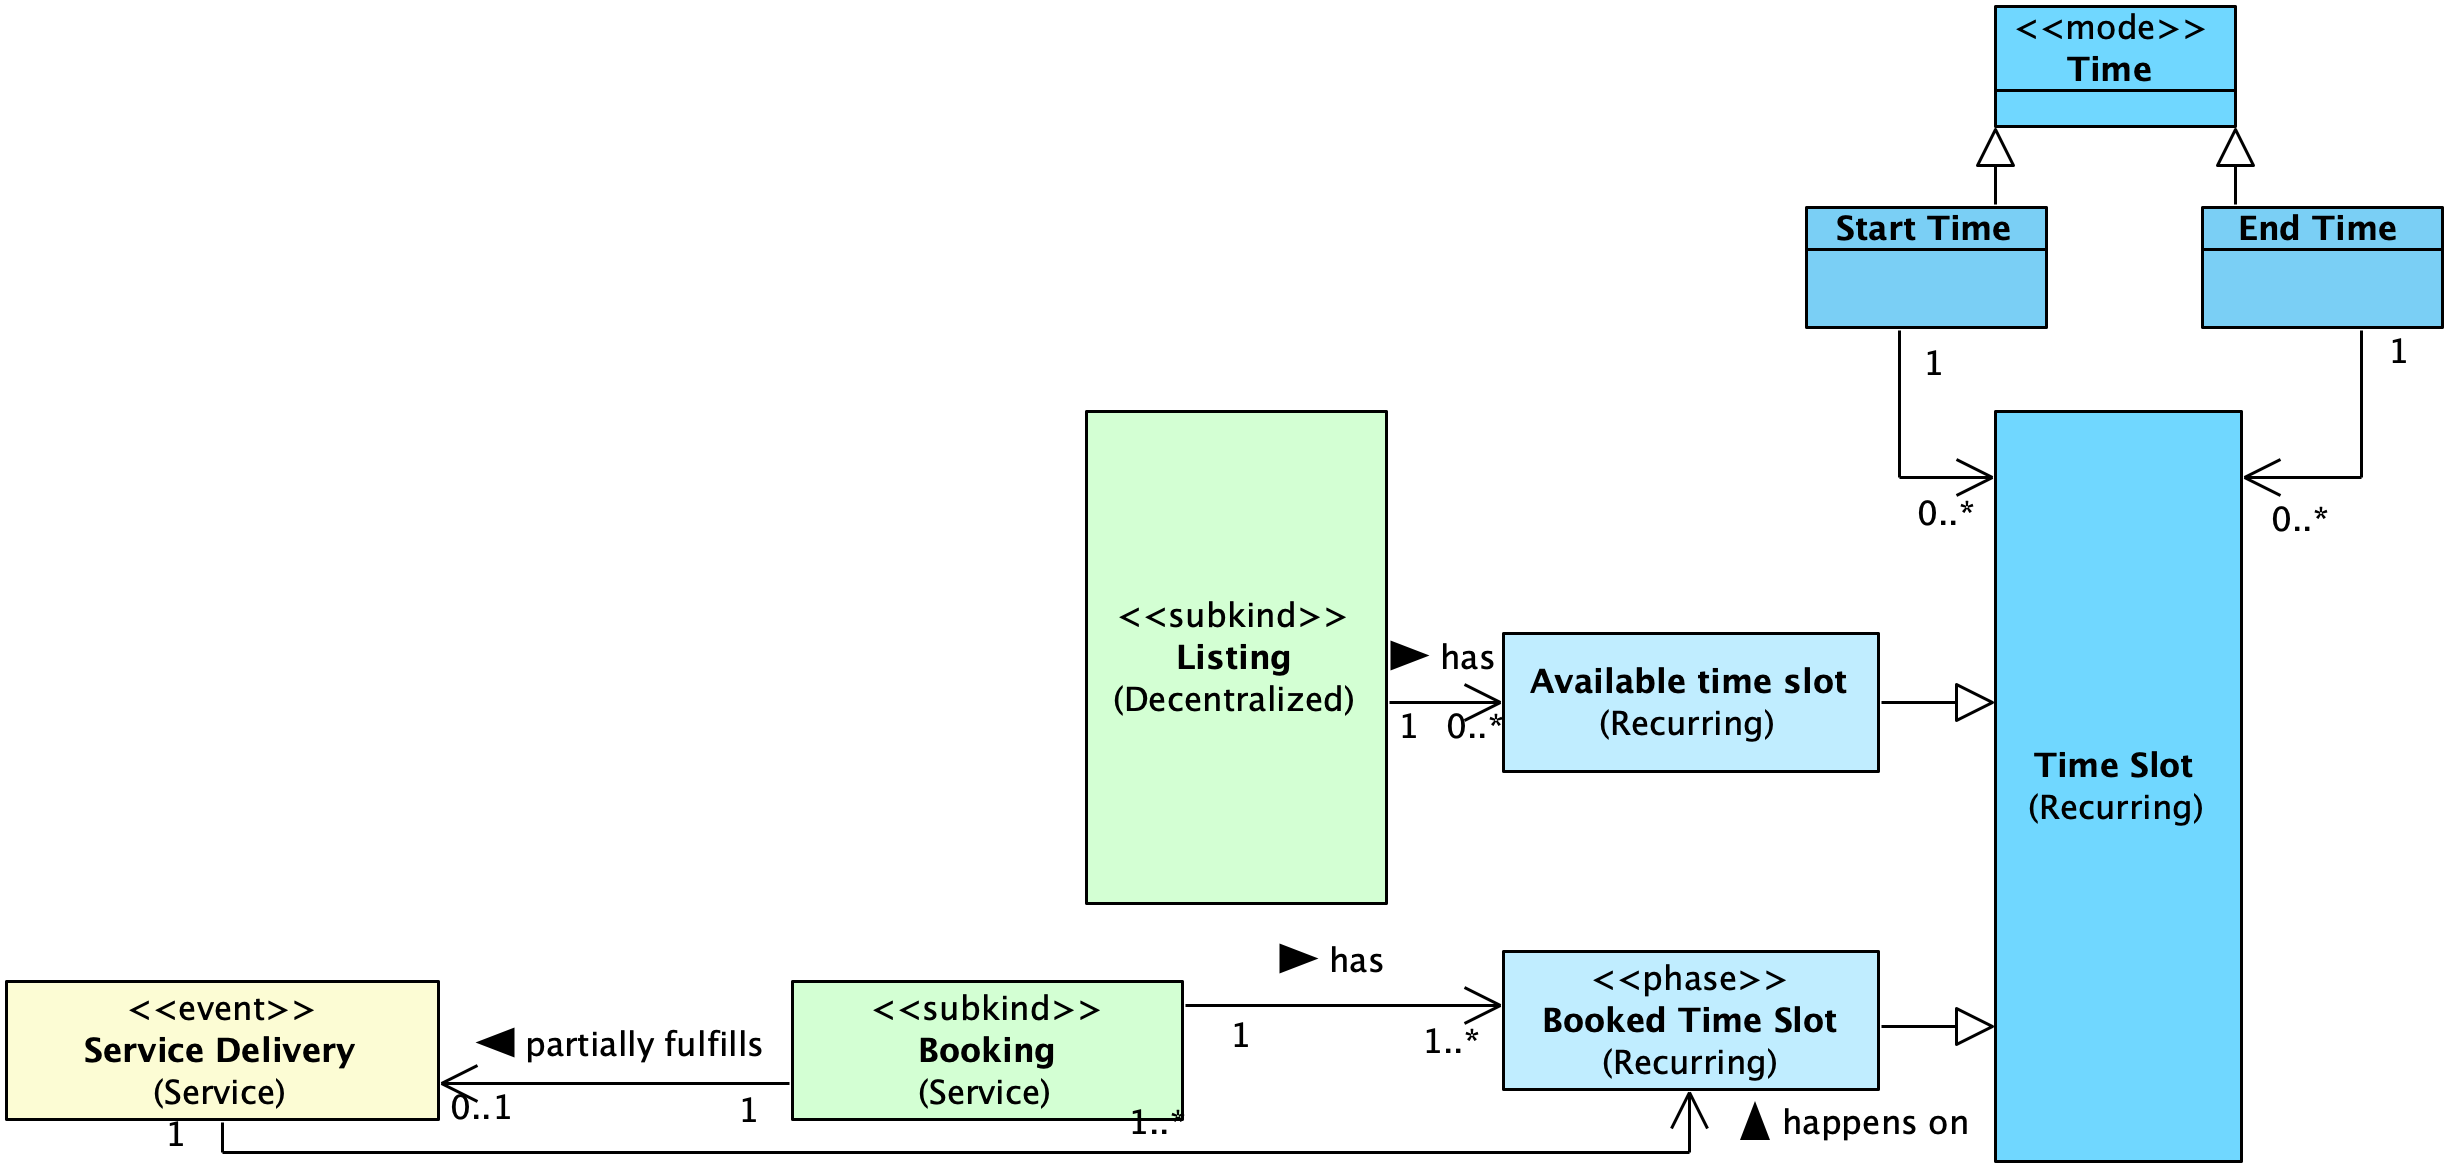 <<mode>>
Time
Start Time
End Time
1
1
0..*
0..*
<<subkind>>
Listing
(Decentralized)
has
1
0..*
Available time slot
(Recurring)
Time Slot
(Recurring)
has
1
1..*
<<phase>>
Booked Time Slot
(Recurring)
<<event>>
Service Delivery
(Service)
partially fulfills
0..1
1
<<subkind>>
Booking
(Service)
1..*
1
happens on